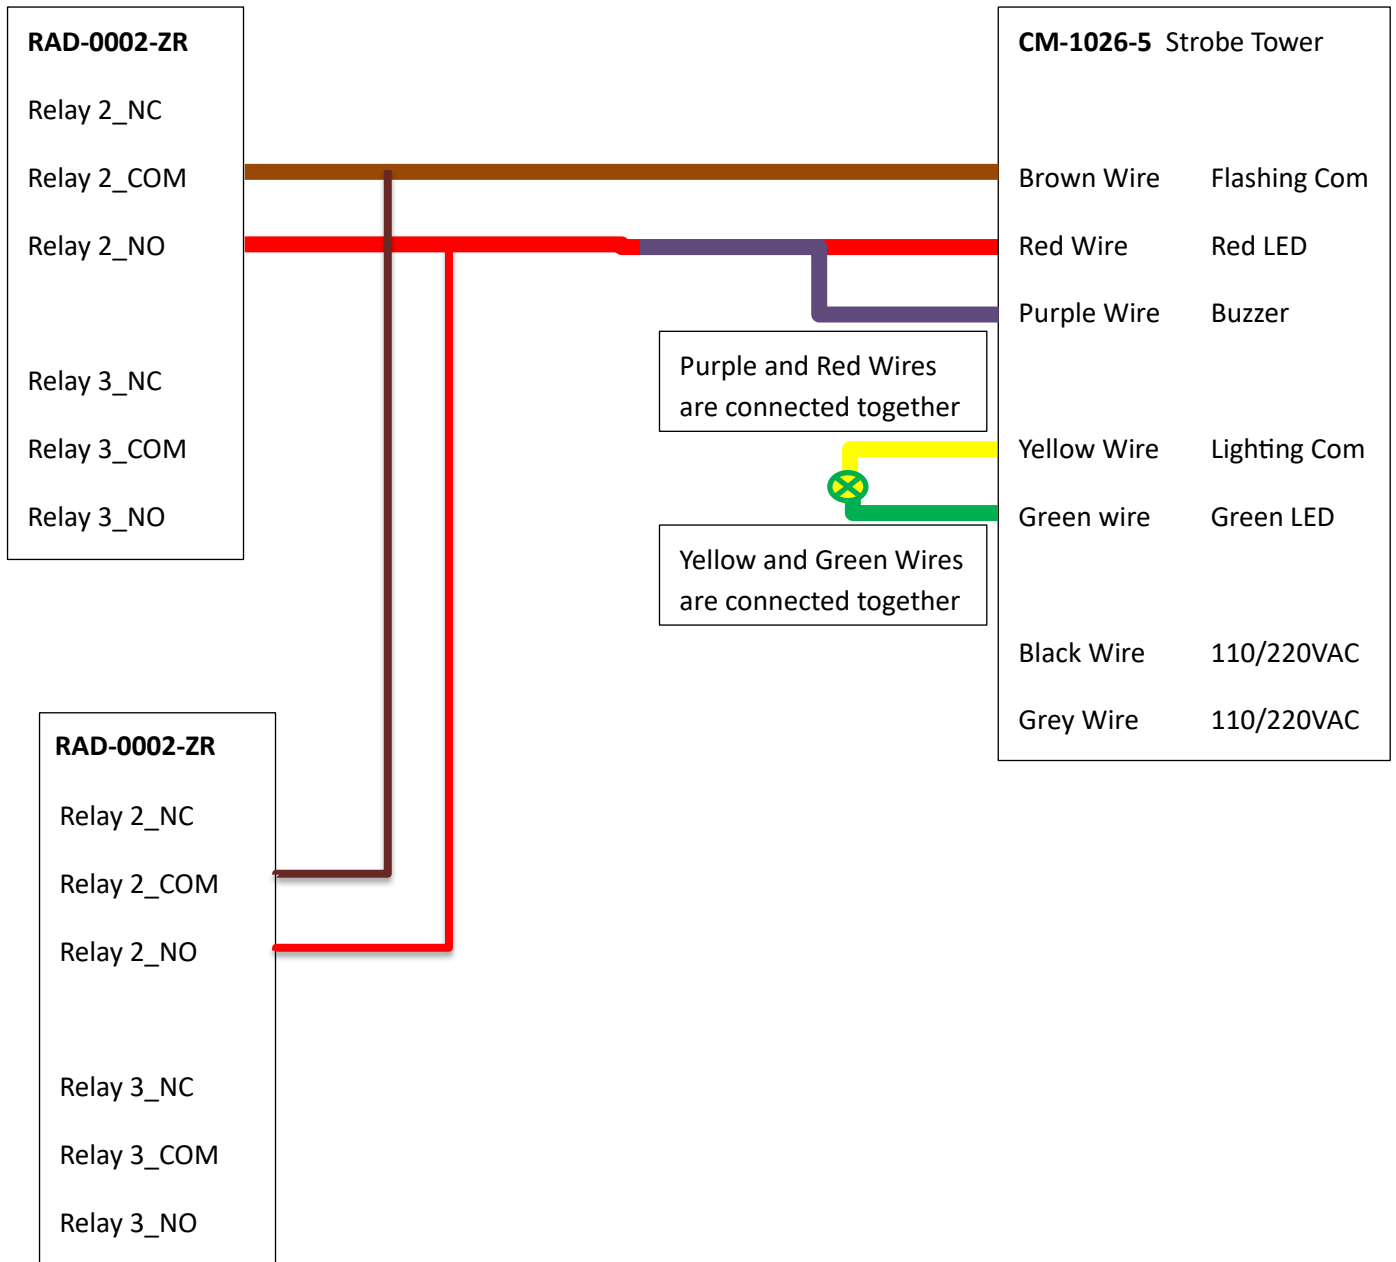 RAD-0002-ZR
Relay 2_NC
Relay 2_COM
Relay 2_NO
Relay 3_NC
Relay 3_COM
Relay 3_NO
CM-1026-5 Strobe Tower
Brown Wire Flashing Com
Red Wire Red LED
Purple Wire Buzzer
Yellow Wire Lighting Com
Green wire Green LED
Black Wire 110/220VAC
Grey Wire 110/220VAC
Purple and Red Wires
are connected together
Yellow and Green Wires
are connected together
RAD-0002-ZR
Relay 2_NC
Relay 2_COM
Relay 2_NO
Relay 3_NC
Relay 3_COM
Relay 3_NO